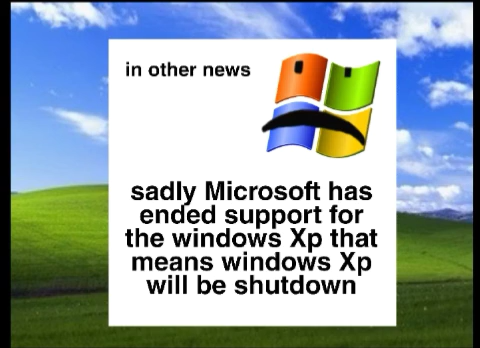 in other news
sadly Microsoft has
ended support for
the windows Xp that
means windows Xp
will be shutdown